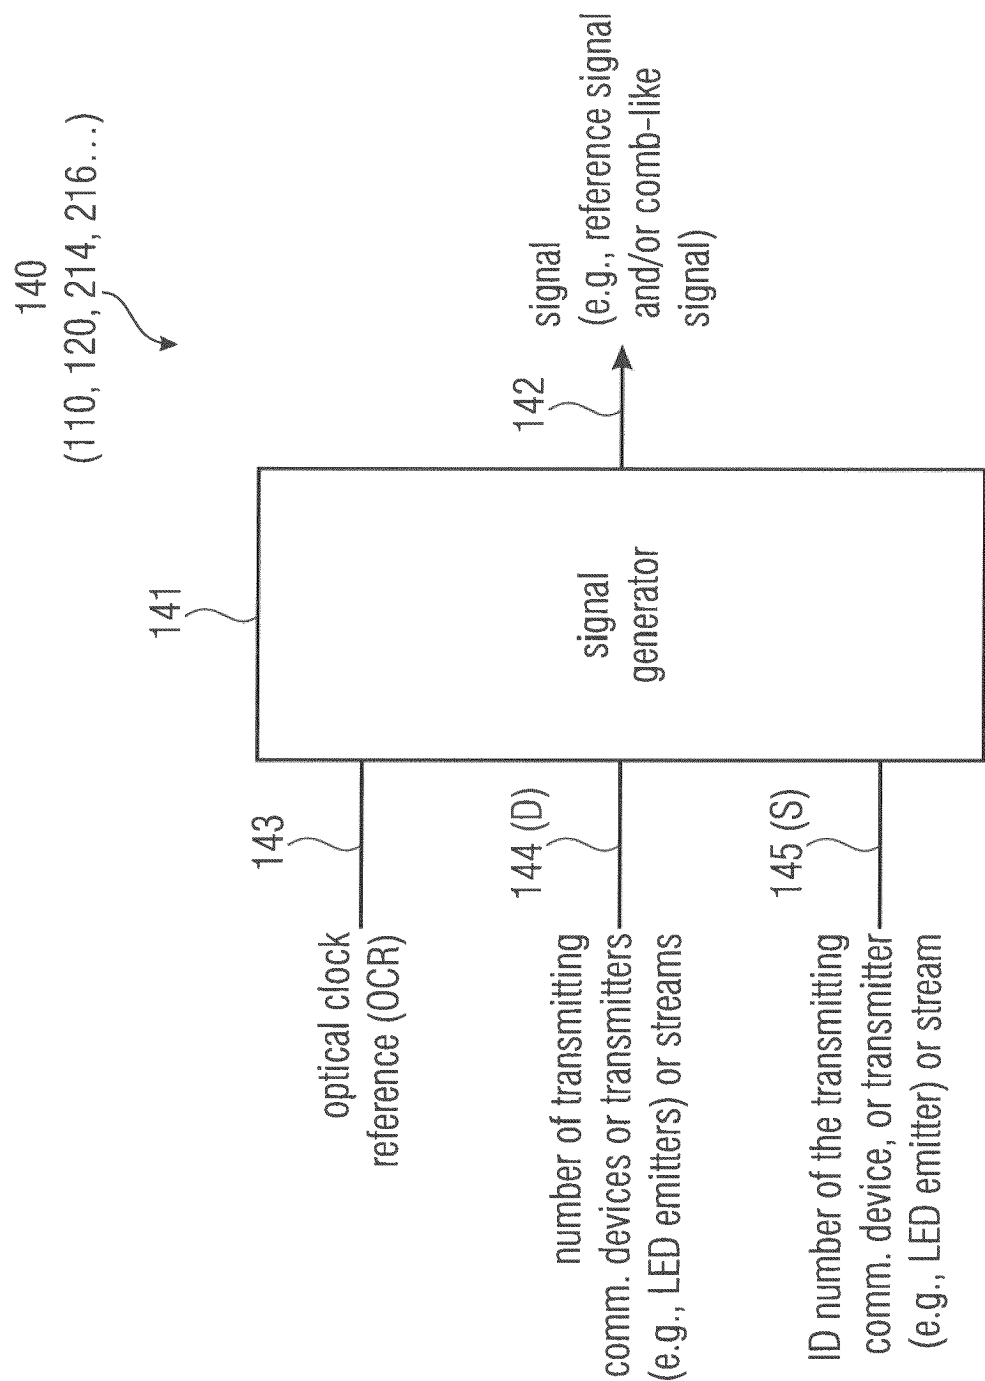 140
(110, 120, 214, 216...)
141
143
optical clock
reference (OCR)
144 (D)
number of transmitting
comm. devices or transmitters
(e.g., LED emitters) or streams
145 (S)
ID number of the transmitting
comm. device, or transmitter
(e.g., LED emitter) or stream
signal
generator
142
signal
(e.g., reference signal
and/or comb-like
signal)